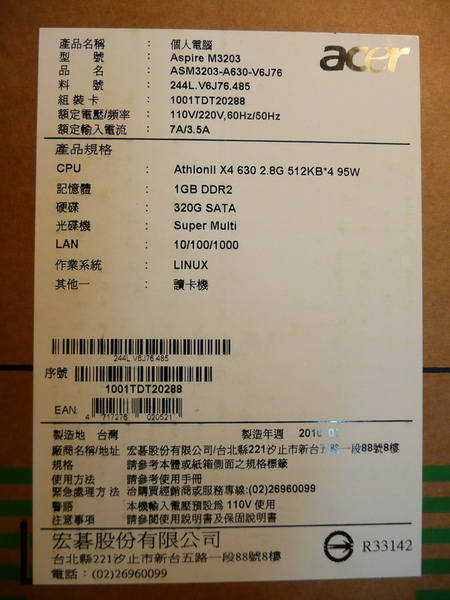 acer
產品名稱 : 個人電腦
型 號 : Aspire M3203
品 名 : ASM3203-A630-V6J76
料 號 : 244L.V6J76.485
組 裝 卡 : 1001TDT20288
額定電壓/頻率 : 110V/220V,60Hz/50Hz
額定輸入電流 : 7A/3.5A
產品規格
CPU : AthlonII X4 630 2.8G 512KB*4 95W
記憶體 : 1GB DDR2
硬碟 : 320G SATA
光碟機 : Super Multi
LAN : 10/100/1000
作業系統 : LINUX
其他一 : 讀卡機
244L.V6J76.485
序號
1001TDT20288
EAN
4 717276 020521
製造地 台灣 製造年週 2010
廠商名稱/地址 宏碁股份有限公司/台北縣221汐止市新台五路一段88號8樓
規格 請參考本體或紙箱側面之規格標籤
使用方法 請參考使用手冊
緊急處理方法 洽購買經銷商或服務專線:(02)26960099
警語 本機輸入電壓預設爲 110V 使用
注意事項 請參閱使用說明書及保固說明書
宏碁股份有限公司
台北縣221汐止市新台五路一段88號8樓
電話：(02)26960099
R33142